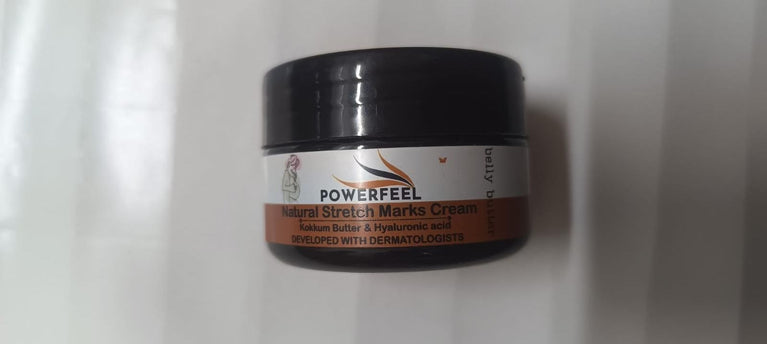 POWERFEEL
Natural Stretch Marks Cream
Kokkum Butter & Hyaluronic acid
DEVELOPED WITH DERMATOLOGISTS
belly butter